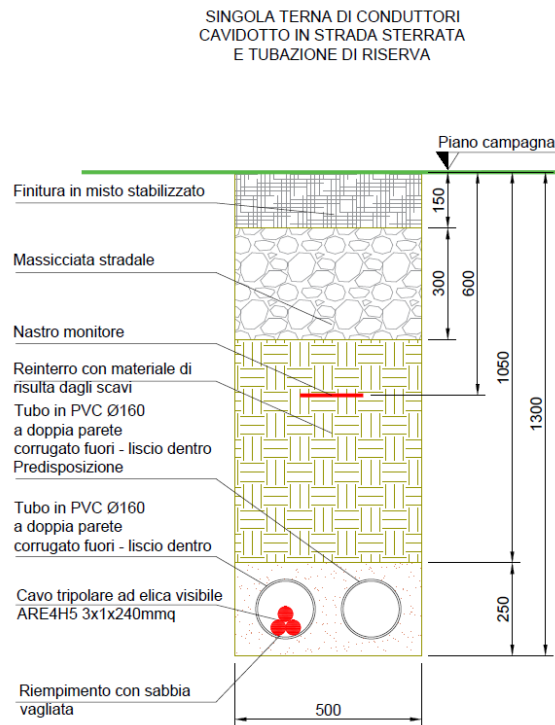 SINGOLA TERNA DI CONDUTTORI
CAVIDOTTO IN STRADA STERRATA
E TUBAZIONE DI RISERVA
Piano campagna
Finitura in misto stabilizzato
150
Massicciata stradale
300
600
Nastro monitore
1050
1300
Reinterro con materiale di
risulta dagli scavi
Tubo in PVC Ø160
a doppia parete
corrugato fuori - liscio dentro
Predisposizione
Tubo in PVC Ø160
a doppia parete
corrugato fuori - liscio dentro
Cavo tripolare ad elica visibile
ARE4H5 3x1x240mmq
250
Riempimento con sabbia
vagliata
500